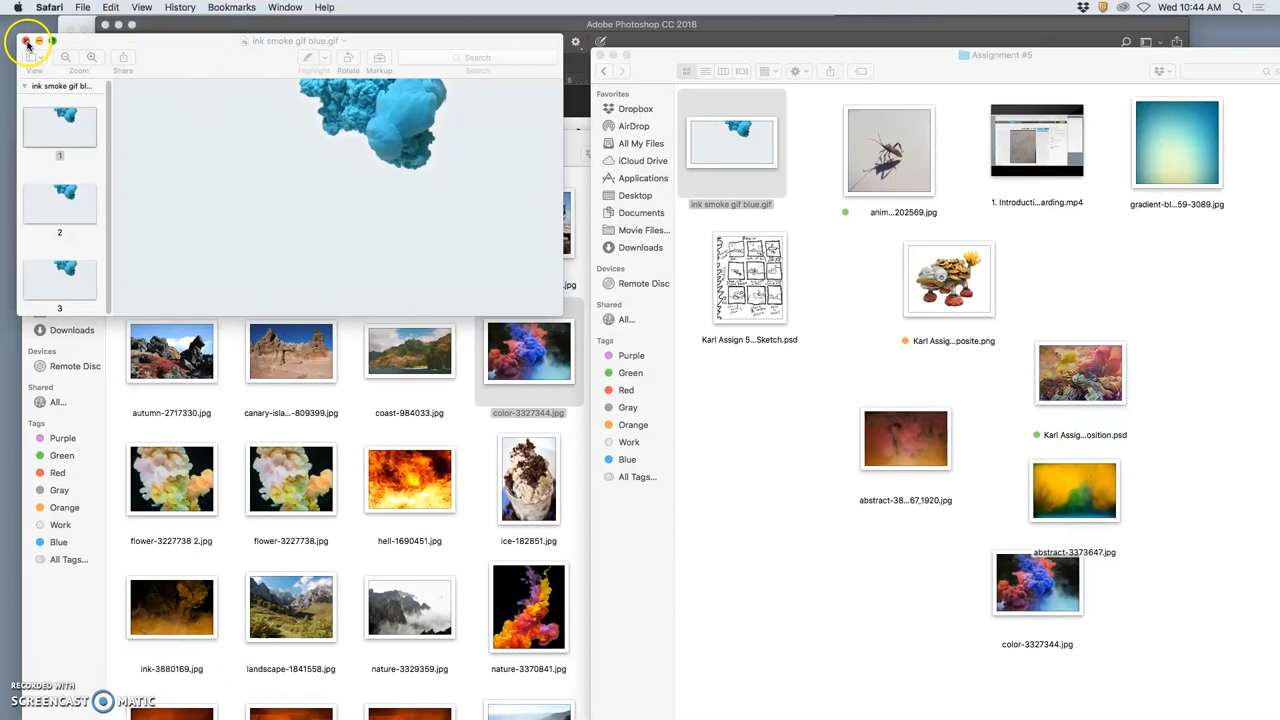 Safari File Edit View History Bookmarks Window Help
Wed 10:44 AM
Adobe Photoshop CC 2018
ink smoke gif blue.gif
View Zoom Share
Highlight Rotate Markup
Search
Search
ink smoke gif bl...
1
2
3
Downloads
Devices
Remote Disc
Shared
All...
Tags
Purple
Green
Red
Gray
Orange
Work
Blue
All Tags...
autumn-2717330.jpg
canary-isla...-809399.jpg
coast-984033.jpg
color-3327344.jpg
flower-3227738 2.jpg
flower-3227738.jpg
hell-1690451.jpg
ice-182851.jpg
ink-3880169.jpg
landscape-1841558.jpg
nature-3329359.jpg
nature-3370841.jpg
Assignment #5
Favorites
Dropbox
AirDrop
All My Files
iCloud Drive
Applications
Desktop
Documents
Movie Files...
Downloads
Devices
Remote Disc
Shared
All...
Tags
Purple
Green
Red
Gray
Orange
Work
Blue
All Tags...
ink smoke gif blue.gif
anim...202569.jpg
1. Introducti...arding.mp4
gradient-bl...59-3089.jpg
Karl Assign 5...Sketch.psd
Karl Assig...posite.png
Karl Assig...osition.psd
abstract-38...67_1920.jpg
abstract-3373647.jpg
color-3327344.jpg
RECORDED WITH
SCREENCAST MATIC